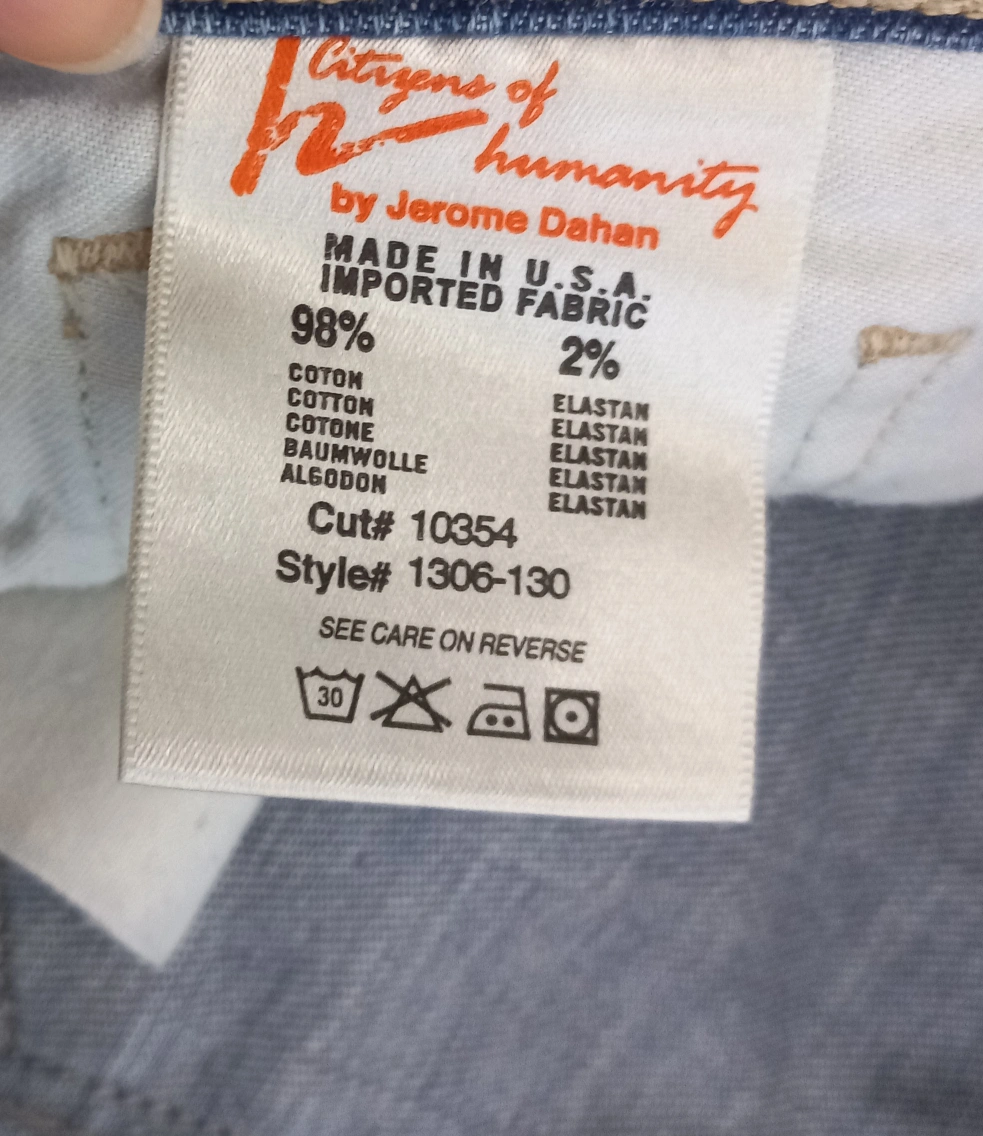 Citizens of
humanity
by Jerome Dahan
MADE IN U.S.A.
IMPORTED FABRIC
98% 2%
COTON ELASTAN
COTTON ELASTAN
COTONE ELASTAN
BAUMWOLLE ELASTAN
ALGODON ELASTAN
Cut# 10354
Style# 1306-130
SEE CARE ON REVERSE
30